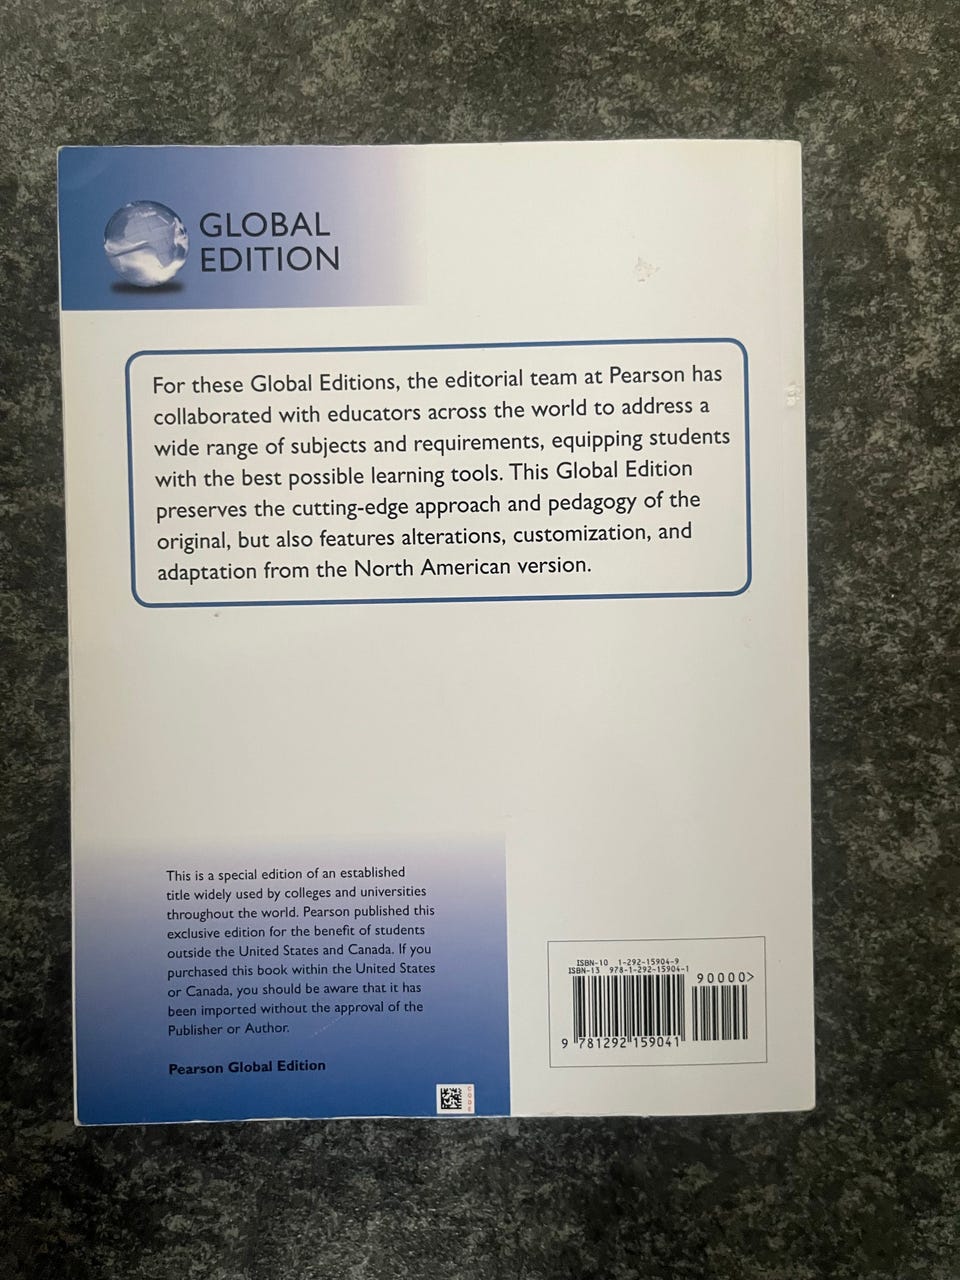 GLOBAL
EDITION
For these Global Editions, the editorial team at Pearson has
collaborated with educators across the world to address a
wide range of subjects and requirements, equipping students
with the best possible learning tools. This Global Edition
preserves the cutting-edge approach and pedagogy of the
original, but also features alterations, customization, and
adaptation from the North American version.
This is a special edition of an established
title widely used by colleges and universities
throughout the world. Pearson published this
exclusive edition for the benefit of students
outside the United States and Canada. If you
purchased this book within the United States
or Canada, you should be aware that it has
been imported without the approval of the
Publisher or Author.
Pearson Global Edition
ISBN-10 1-292-15904-9
ISBN-13 978-1-292-15904-1
90000>
9 781292 159041